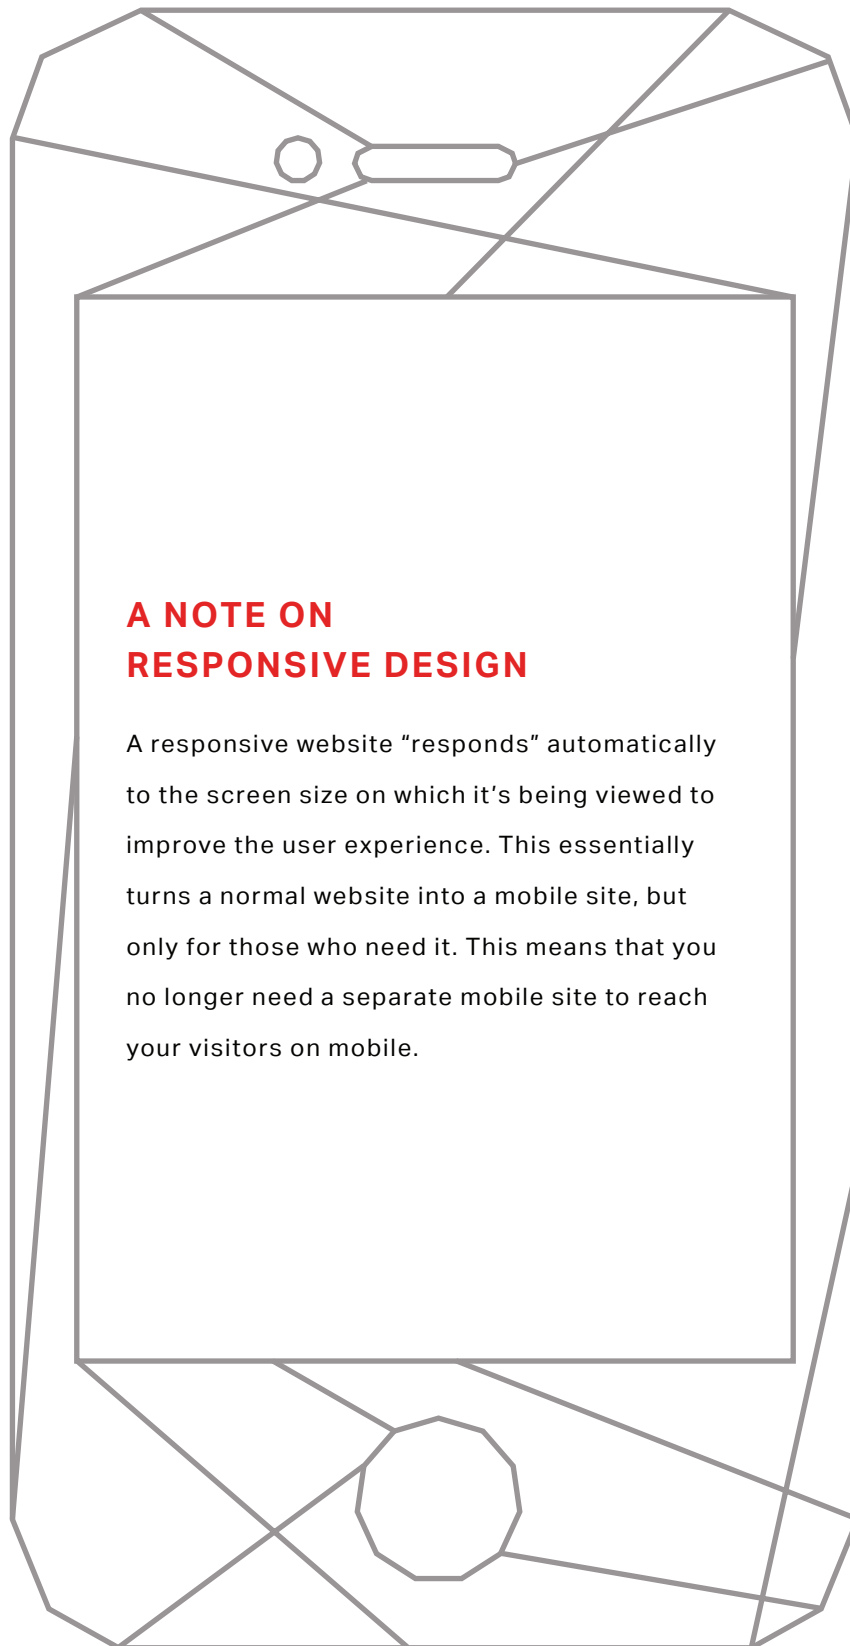 A NOTE ON
RESPONSIVE DESIGN
A responsive website “responds” automatically
to the screen size on which it’s being viewed to
improve the user experience. This essentially
turns a normal website into a mobile site, but
only for those who need it. This means that you
no longer need a separate mobile site to reach
your visitors on mobile.